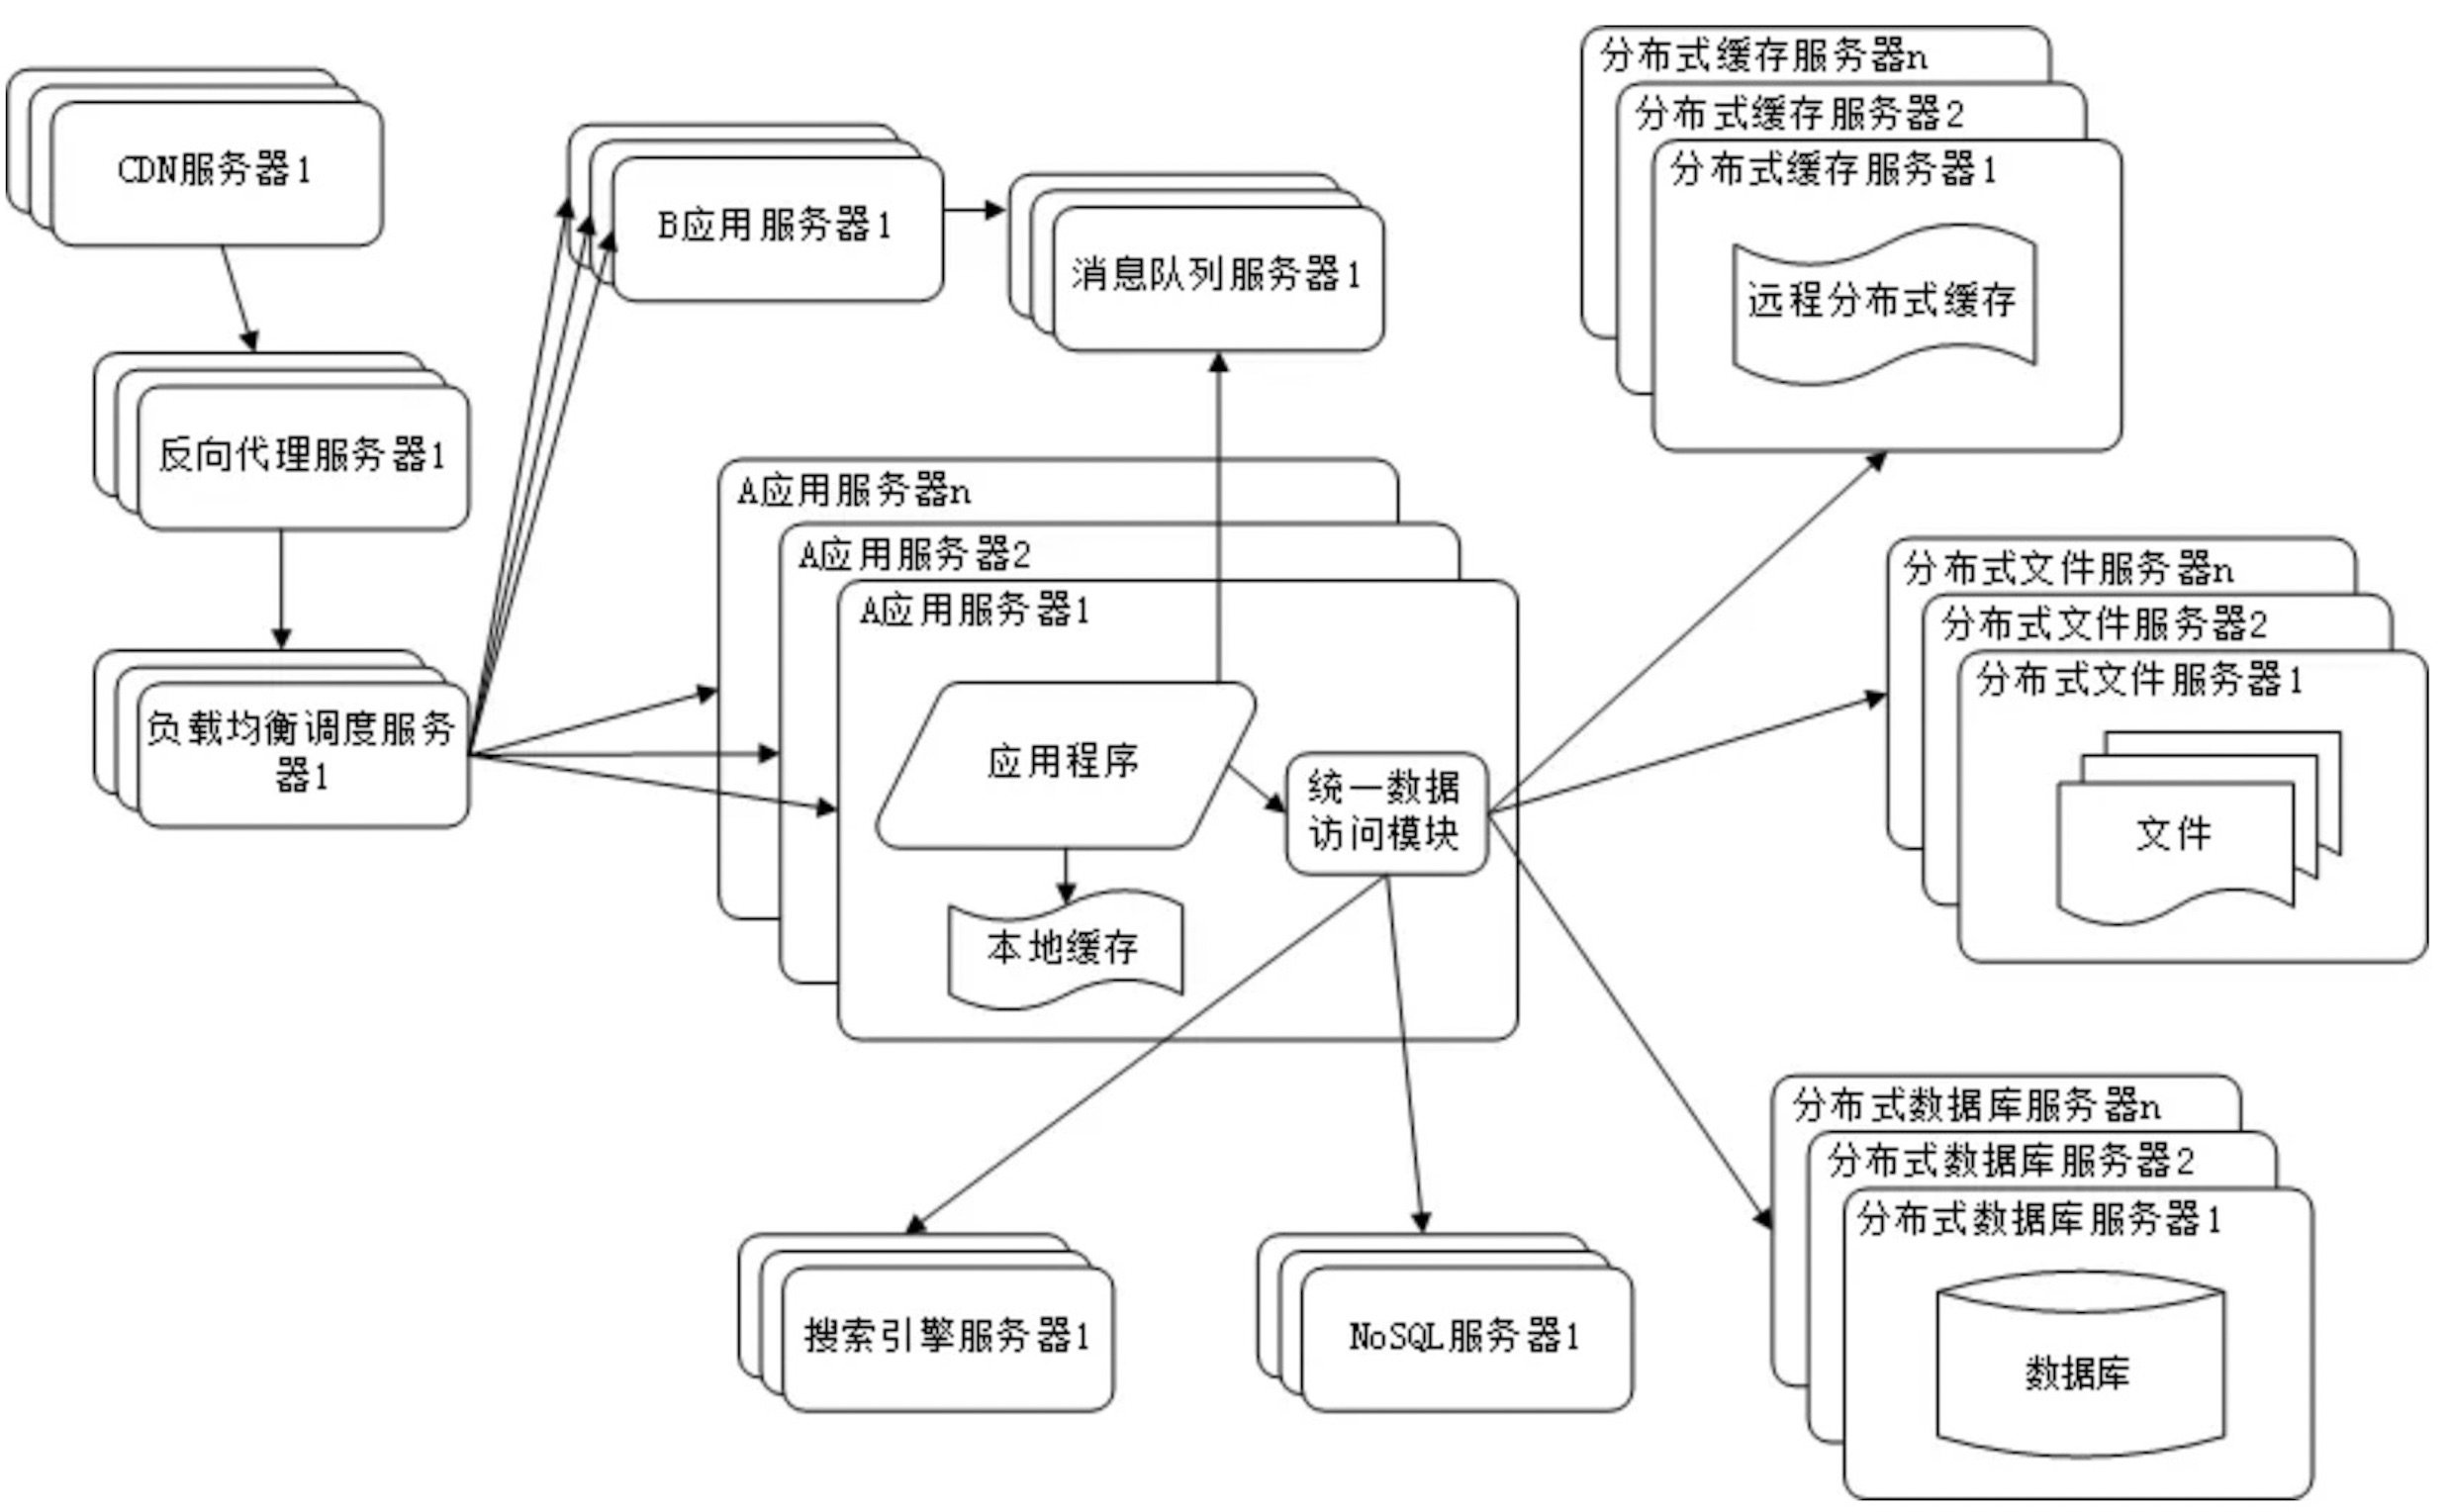 CDN服务器1
反向代理服务器1
负载均衡调度服务
器1
B应用服务器1
消息队列服务器1
A应用服务器n
A应用服务器2
A应用服务器1
应用程序
统一数据
访问模块
本地缓存
分布式缓存服务器n
分布式缓存服务器2
分布式缓存服务器1
远程分布式缓存
分布式文件服务器n
分布式文件服务器2
分布式文件服务器1
文件
分布式数据库服务器n
分布式数据库服务器2
分布式数据库服务器1
数据库
搜索引擎服务器1
NoSQL服务器1